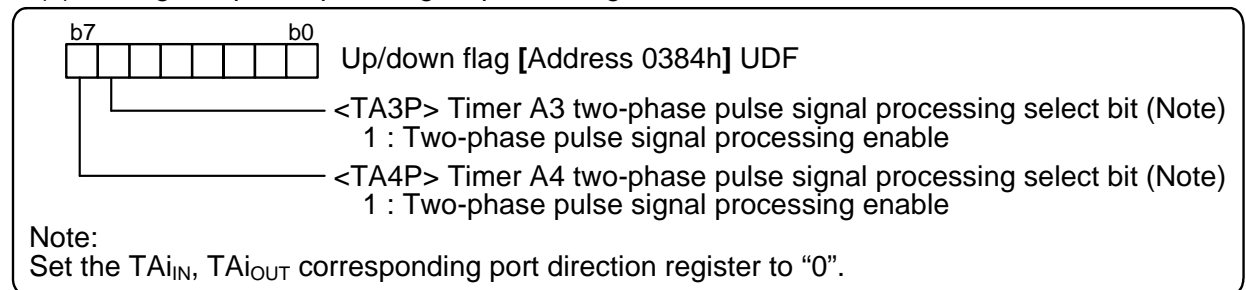 b7 b0
Up/down flag [Address 0384h] UDF
<TA3P> Timer A3 two-phase pulse signal processing select bit (Note)
1 : Two-phase pulse signal processing enable
<TA4P> Timer A4 two-phase pulse signal processing select bit (Note)
1 : Two-phase pulse signal processing enable
Note:
Set the TAiIN, TAiOUT corresponding port direction register to “0”.